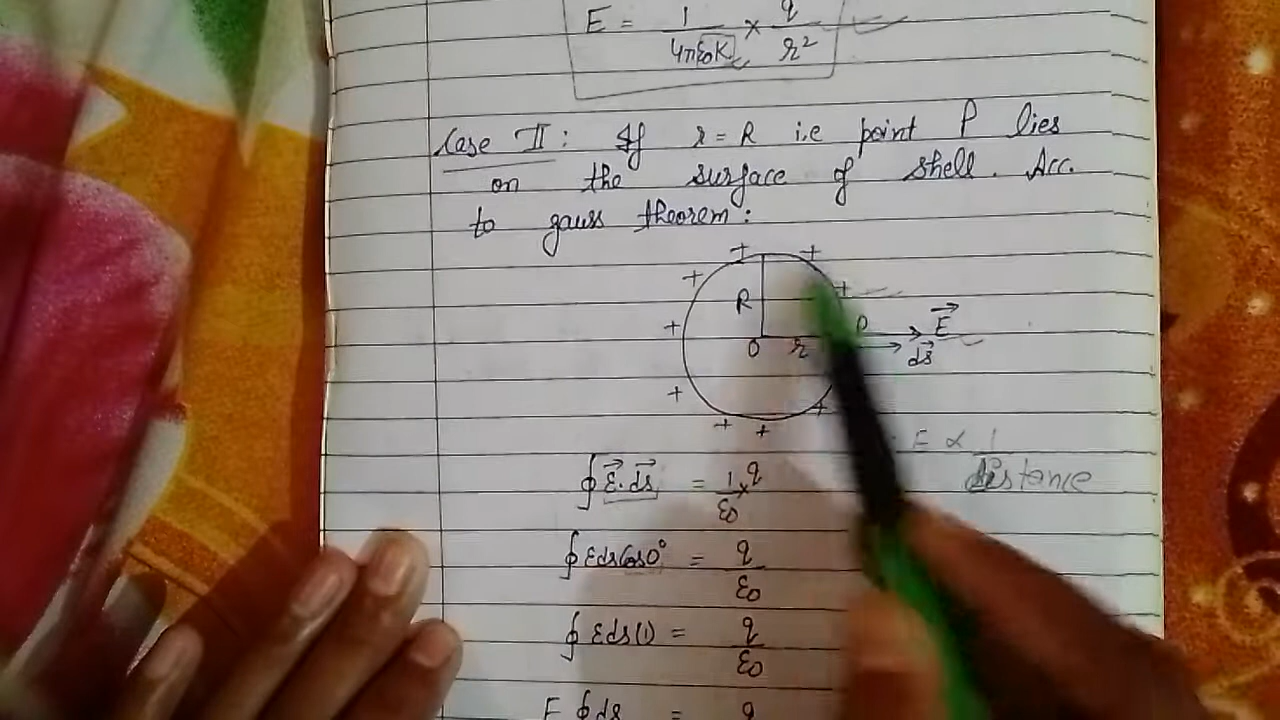 E = 1/4πε₀K × q/r²
Case II : If r = R i.e point P lies
on the surface of shell. Acc.
to gauss theorem :
+ + + + + + + + +
R
P
O r
E⃗
ds⃗
∮ E⃗.ds⃗ = 1/ε₀ × q
E ∝ 1/distance
∮ Eds Cos0° = q/ε₀
∮ Eds(1) = q/ε₀
E ∮ds = q